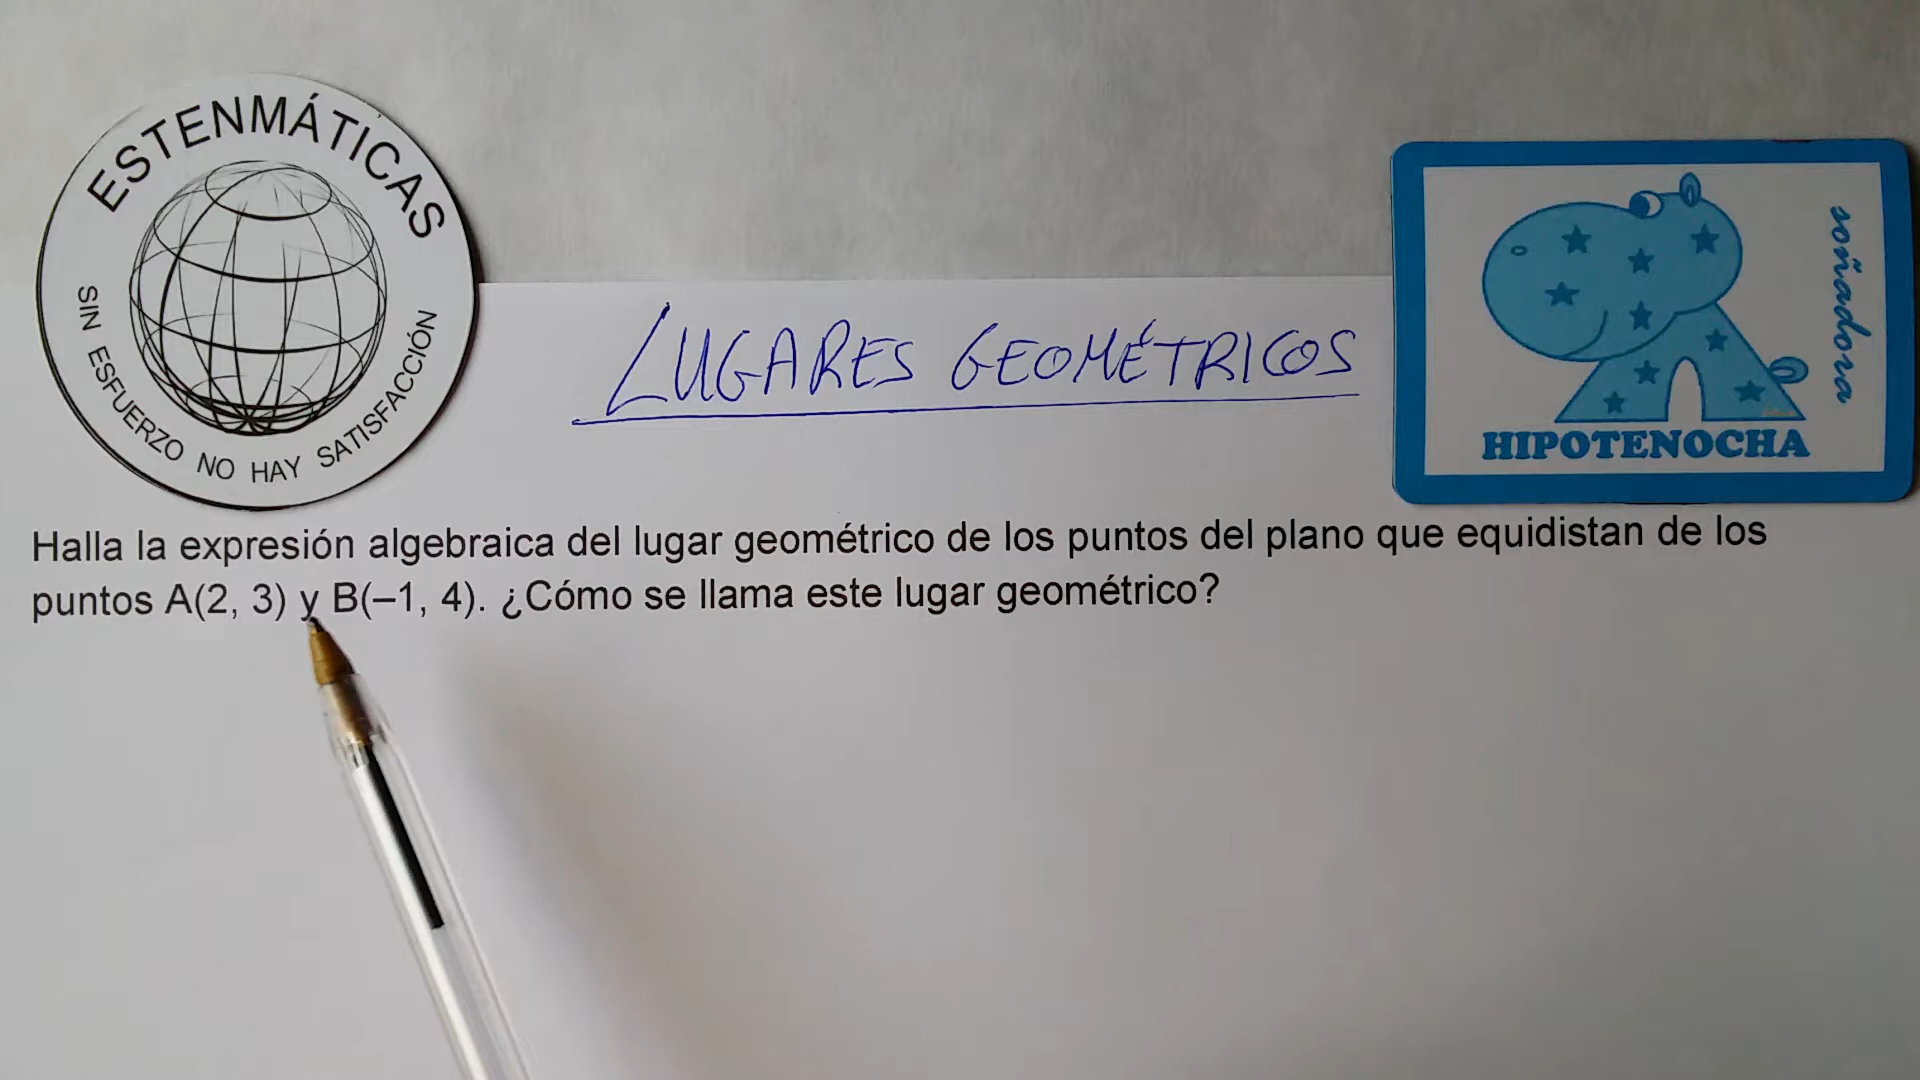 ESTENMÁTICAS
SIN ESFUERZO NO HAY SATISFACCIÓN
LUGARES GEOMÉTRICOS
soñadora
HIPOTENOCHA
Halla la expresión algebraica del lugar geométrico de los puntos del plano que equidistan de los
puntos A(2, 3) y B(–1, 4). ¿Cómo se llama este lugar geométrico?